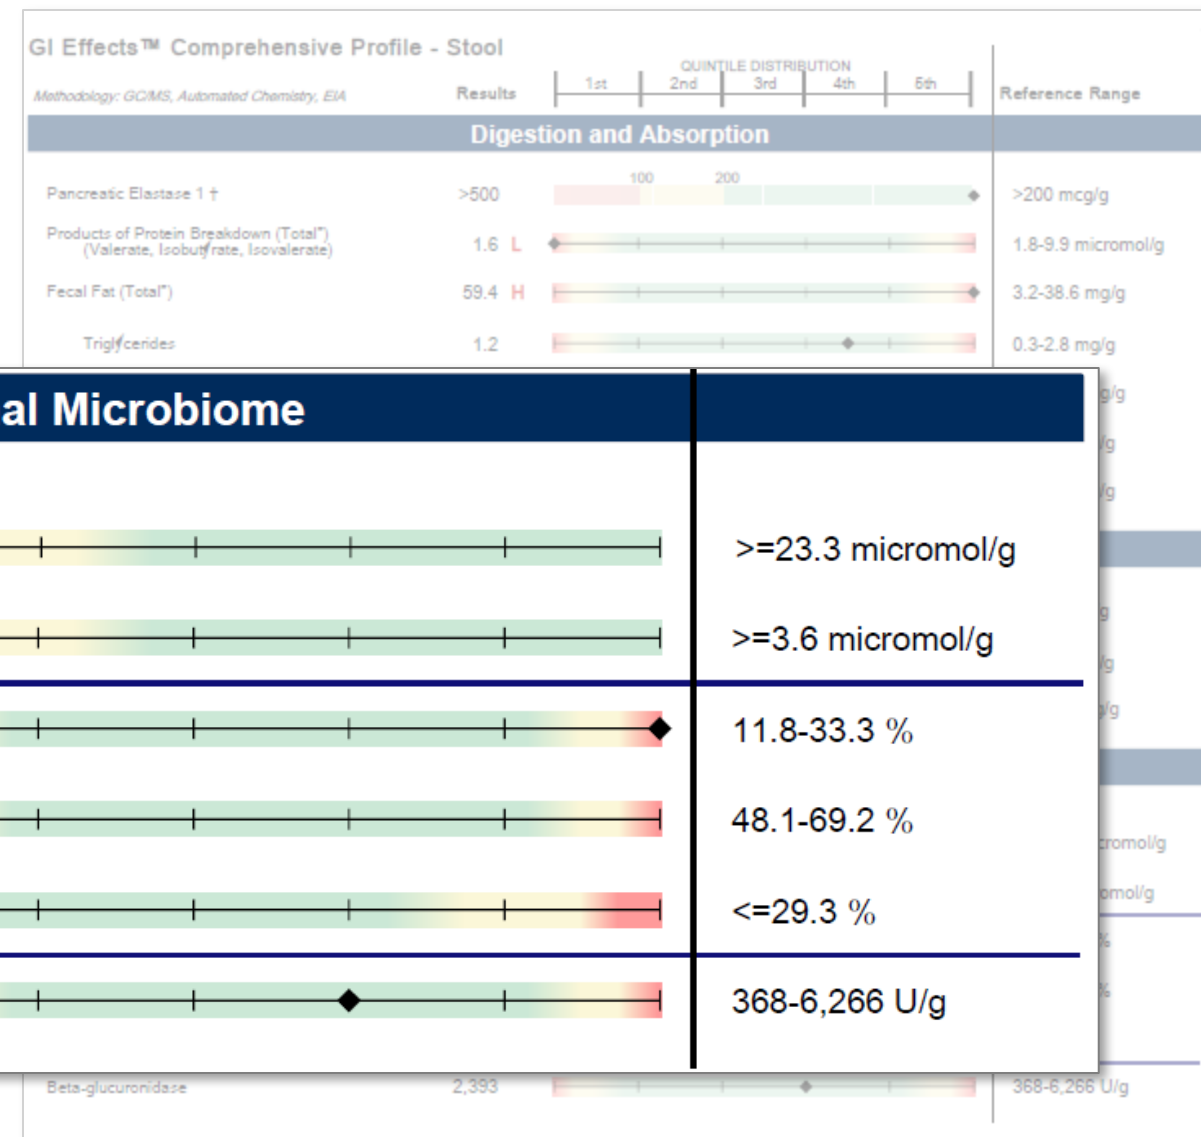 GI Effects™ Comprehensive Profile - Stool
QUINTILE DISTRIBUTION
Methodology: GC/MS, Automated Chemistry, EIA Results 1st 2nd 3rd 4th 5th Reference Range
Digestion and Absorption
100 200
Pancreatic Elastase 1 † >500 >200 mcg/g
Products of Protein Breakdown (Total*)
(Valerate, Isobutyrate, Isovalerate) 1.6 L 1.8-9.9 micromol/g
Fecal Fat (Total*) 59.4 H 3.2-38.6 mg/g
Triglycerides 1.2 0.3-2.8 mg/g
al Microbiome
>=23.3 micromol/g
>=3.6 micromol/g
11.8-33.3 %
48.1-69.2 %
<=29.3 %
368-6,266 U/g
Beta-glucuronidase 2,393 368-6,266 U/g